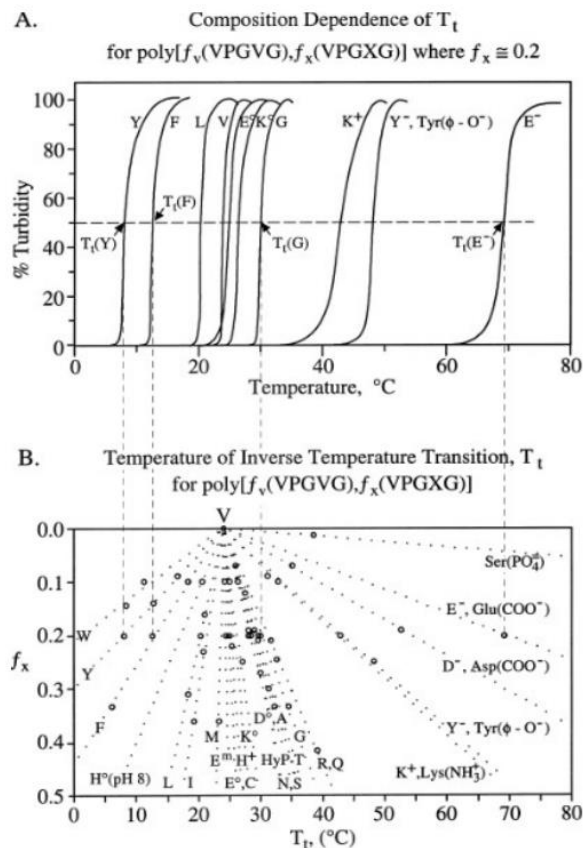 A. Composition Dependence of Tt
for poly[fv(VPGVG),fx(VPGXG)] where fx ≅ 0.2
100
80
60
40
20
0
% Turbidity
Y F L V E° K° G K⁺ Y⁻, Tyr(ϕ - O⁻) E⁻
Tt(F)
Tt(Y) Tt(G) Tt(E⁻)
0 20 40 60 80
Temperature, °C
B. Temperature of Inverse Temperature Transition, Tt
for poly[fv(VPGVG),fx(VPGXG)]
V
0.0
0.1
0.2
0.3
0.4
0.5
fx
Ser(PO₄⁼)
E⁻, Glu(COO⁻)
W
D⁻, Asp(COO⁻)
Y
F M K° D°, A G Y⁻, Tyr(ϕ - O⁻)
H°(pH 8) L I Eᵐ H⁺ HyP-T R,Q K⁺,Lys(NH₃⁺)
E°,C N,S
0 10 20 30 40 50 60 70 80
Tt, (°C)